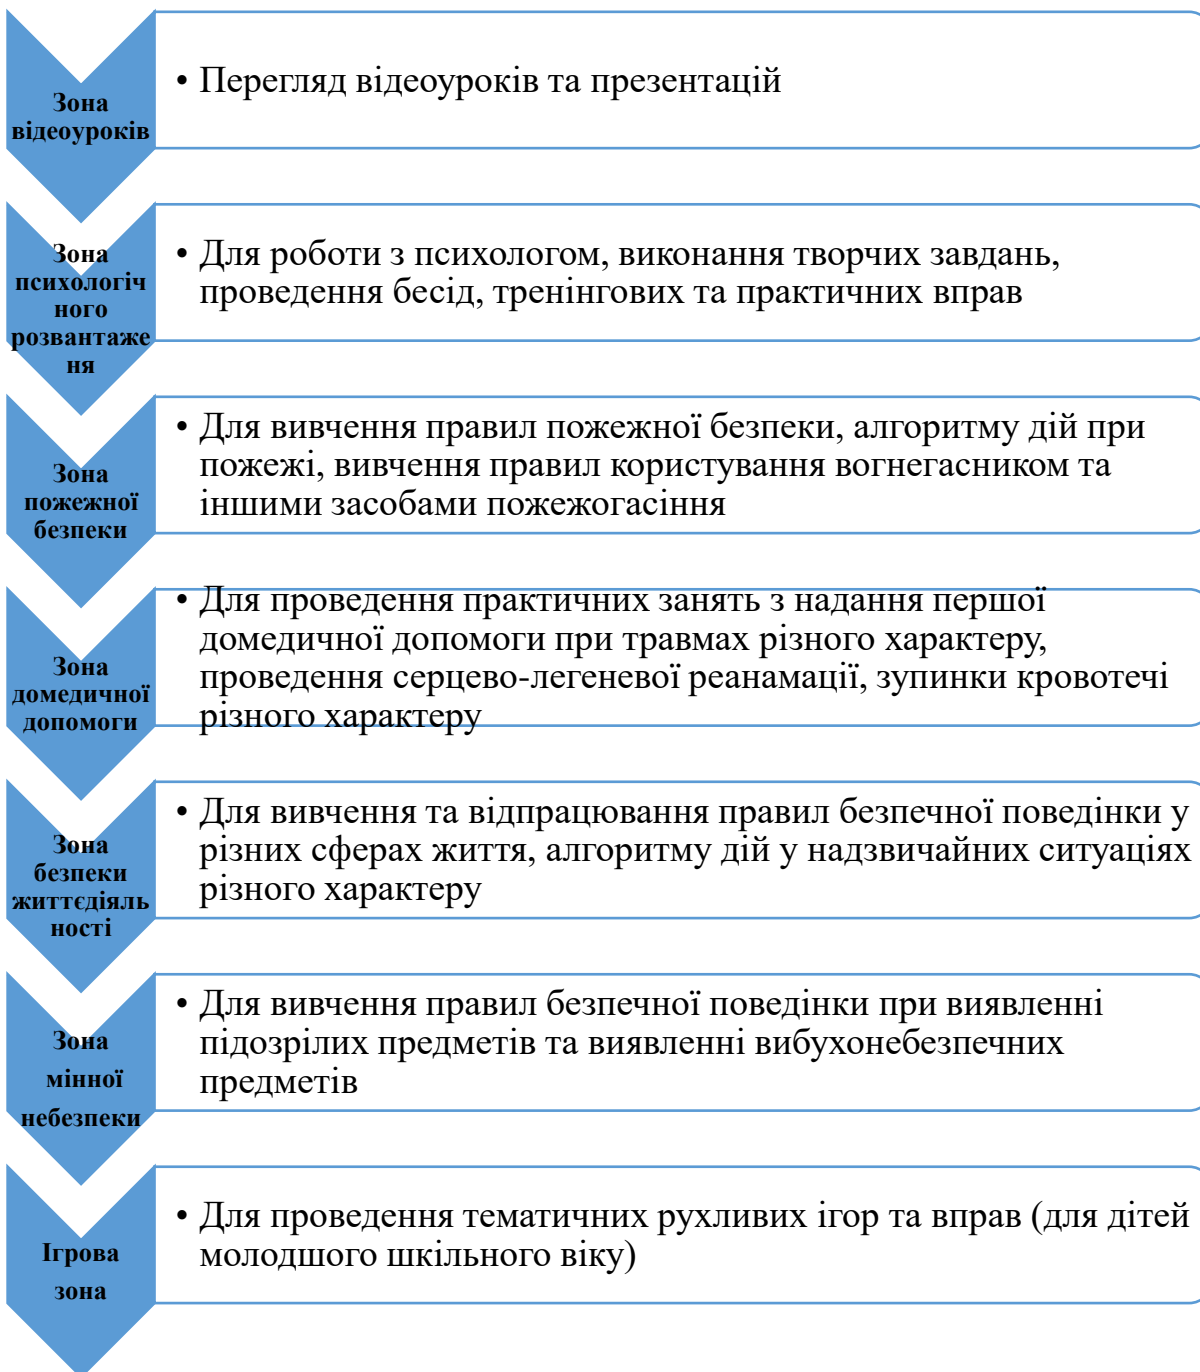 Зона
відеоуроків
• Перегляд відеоуроків та презентацій
Зона
психологіч
ного
розвантаже
ня
• Для роботи з психологом, виконання творчих завдань,
проведення бесід, тренінгових та практичних вправ
Зона
пожежної
безпеки
• Для вивчення правил пожежної безпеки, алгоритму дій при
пожежі, вивчення правил користування вогнегасником та
іншими засобами пожежогасіння
Зона
домедичної
допомоги
• Для проведення практичних занять з надання першої
домедичної допомоги при травмах різного характеру,
проведення серцево-легеневої реанамації, зупинки кровотечі
різного характеру
Зона
безпеки
життєдіяль
ності
• Для вивчення та відпрацювання правил безпечної поведінки у
різних сферах життя, алгоритму дій у надзвичайних ситуаціях
різного характеру
Зона
мінної
небезпеки
• Для вивчення правил безпечної поведінки при виявленні
підозрілих предметів та виявленні вибухонебезпечних
предметів
Ігрова
зона
• Для проведення тематичних рухливих ігор та вправ (для дітей
молодшого шкільного віку)